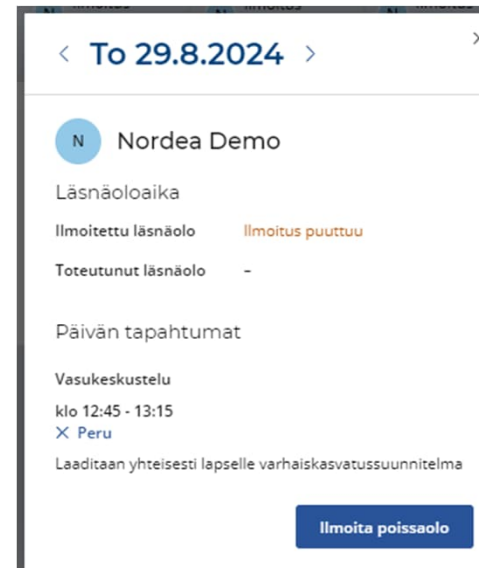 To 29.8.2024
N
Nordea Demo
Läsnäoloaika
Ilmoitettu läsnäolo Ilmoitus puuttuu
Toteutunut läsnäolo -
Päivän tapahtumat
Vasukeskustelu
klo 12:45 - 13:15
Peru
Laaditaan yhteisesti lapselle varhaiskasvatussuunnitelma
Ilmoita poissaolo